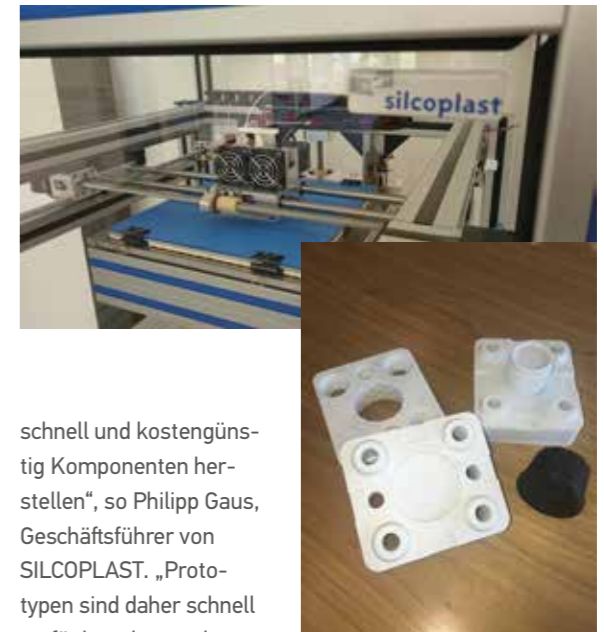 silcoplast
schnell und kostengüns-
tig Komponenten her-
stellen“, so Philipp Gaus,
Geschäftsführer von
SILCOPLAST. „Proto-
typen sind daher schnell